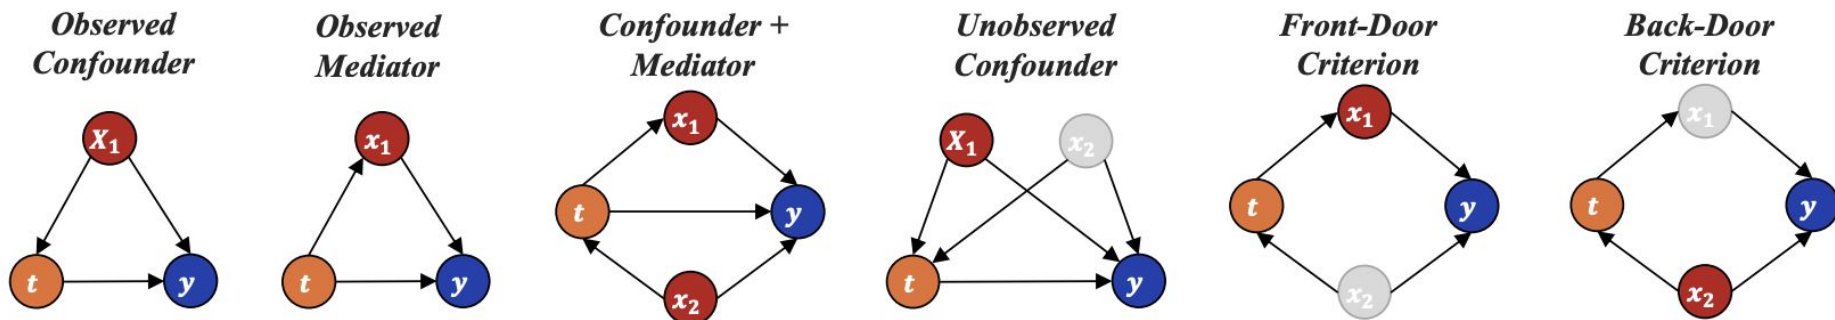 Observed
Confounder
X₁
t
y
Observed
Mediator
x₁
t
y
Confounder +
Mediator
x₁
t
y
x₂
Unobserved
Confounder
X₁
x₂
t
y
Front-Door
Criterion
x₁
t
y
x₂
Back-Door
Criterion
x₁
t
y
x₂